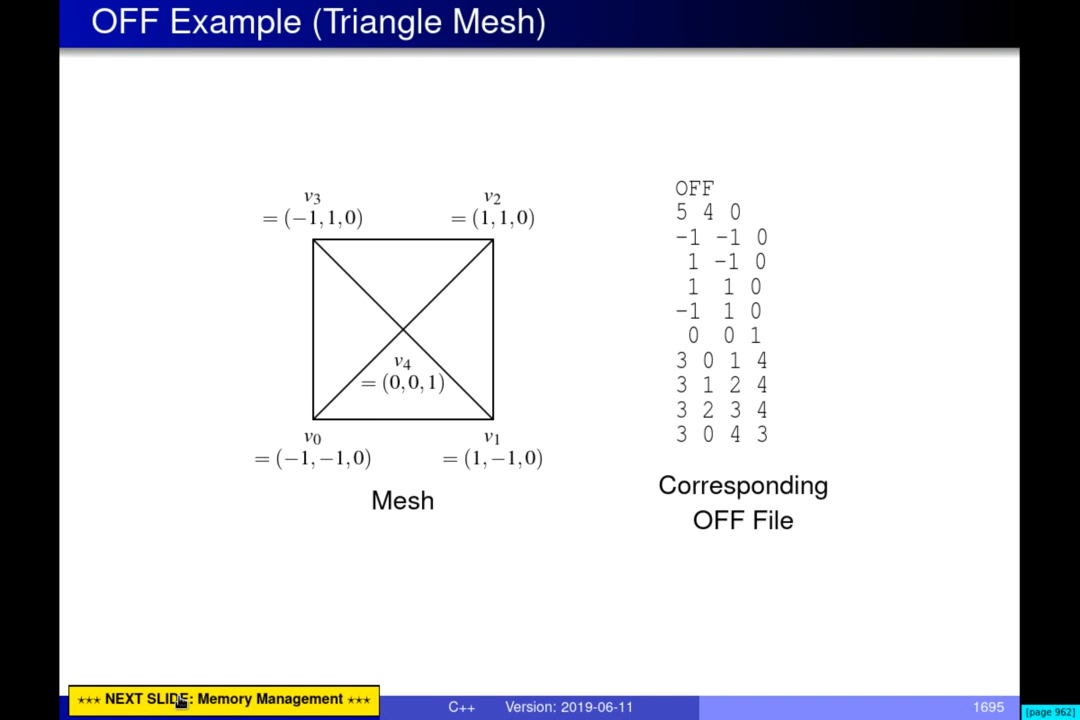 OFF Example (Triangle Mesh)
v3
= (−1,1,0)
v2
= (1,1,0)
v4
= (0,0,1)
v0
= (−1,−1,0)
v1
= (1,−1,0)
Mesh
OFF
5 4 0
-1 -1 0
1 -1 0
1 1 0
-1 1 0
0 0 1
3 0 1 4
3 1 2 4
3 2 3 4
3 0 4 3
Corresponding
OFF File
⋆⋆⋆ NEXT SLIDE: Memory Management ⋆⋆⋆
C++ Version: 2019-06-11 1695
[page 962]